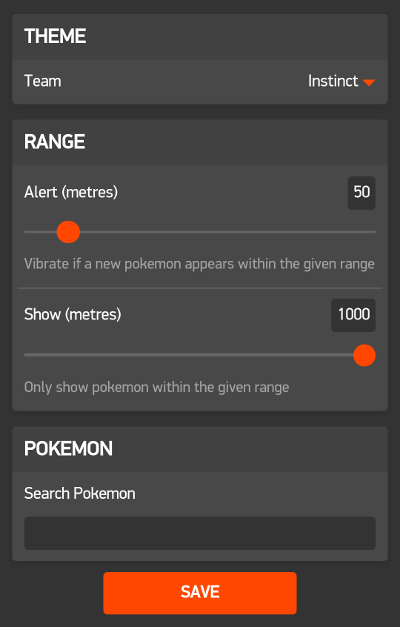 THEME
Team Instinct
RANGE
Alert (metres) 50
Vibrate if a new pokemon appears within the given range
Show (metres) 1000
Only show pokemon within the given range
POKEMON
Search Pokemon
SAVE